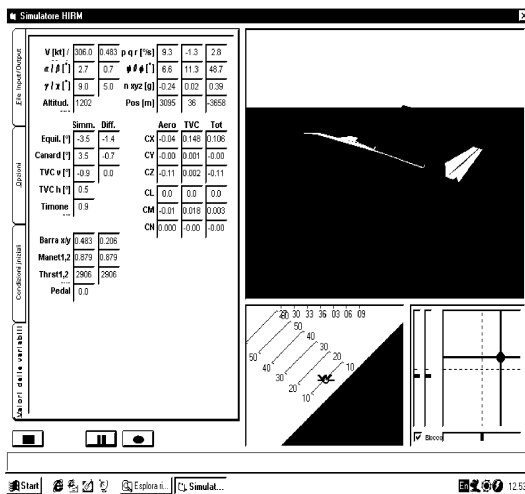 Simulatore HIRM
File Input/Output
Opzioni
Condizioni iniziali
Valori delle variabili
V [kt] / 306.0 0.483 p q r [°/s] 9.3 -1.3 2.8
α / β [°] 2.7 0.7 6.6 11.3 48.7
γ / χ [°] 9.0 5.0 n xyz [g] -0.24 0.02 0.39
Altitud. 1202 Pos [m] 3095 36 -3658
Simm. Diff. Aero TVC Tot
Equil. [°] -3.5 -1.4 CX -0.04 0.148 0.106
Canard [°] 3.5 -0.7 CY -0.00 0.001 -0.00
TVC v [°] -0.9 0.0 CZ -0.11 0.002 -0.11
TVC h [°] 0.5 CL 0.0 0.0 0.0
Timone 0.9 CM -0.01 0.018 0.003
CN 0.000 -0.00 -0.00
Barra x/y 0.483 0.206
Manet1,2 0.879 0.879
Thrst1,2 2906 2906
Pedal 0.0
27 30 33 36 03 06 09
50 50
40 40
30 30
20 20
10 10
Blocco
Start Esplora ri... Simulat... En 12.53